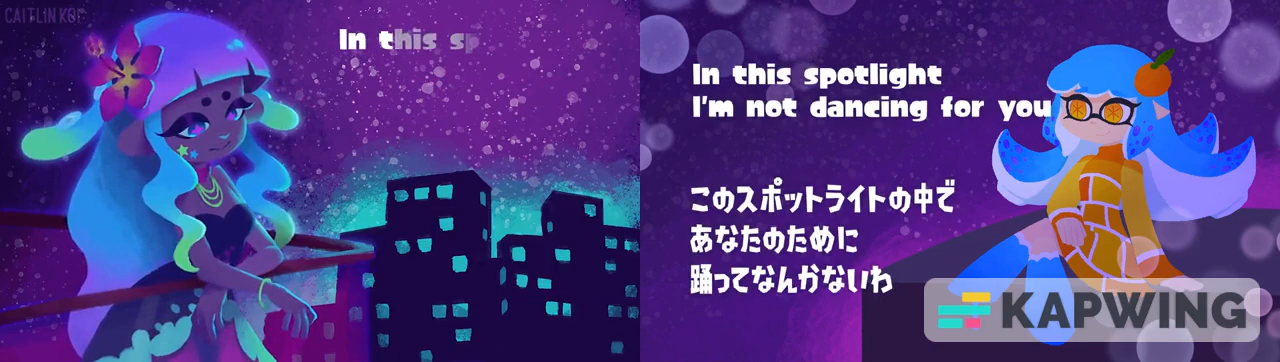 CAITLIN KOF
In this sp
In this spotlight
I'm not dancing for you
このスポットライトの中で
あなたのために
踊ってなんかないわ
KAPWING